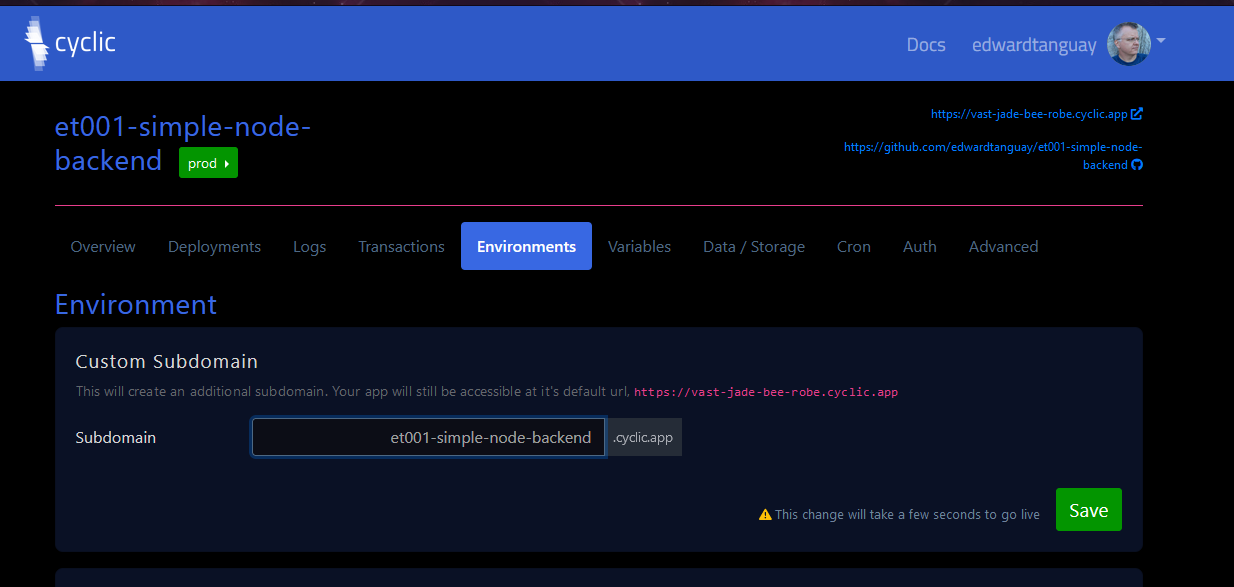 cyclic
Docs edwardtanguay
et001-simple-node-
backend prod
https://vast-jade-bee-robe.cyclic.app
https://github.com/edwardtanguay/et001-simple-node-
backend
Overview Deployments Logs Transactions Environments Variables Data / Storage Cron Auth Advanced
Environment
Custom Subdomain
This will create an additional subdomain. Your app will still be accessible at it's default url, https://vast-jade-bee-robe.cyclic.app
Subdomain et001-simple-node-backend .cyclic.app
This change will take a few seconds to go live Save